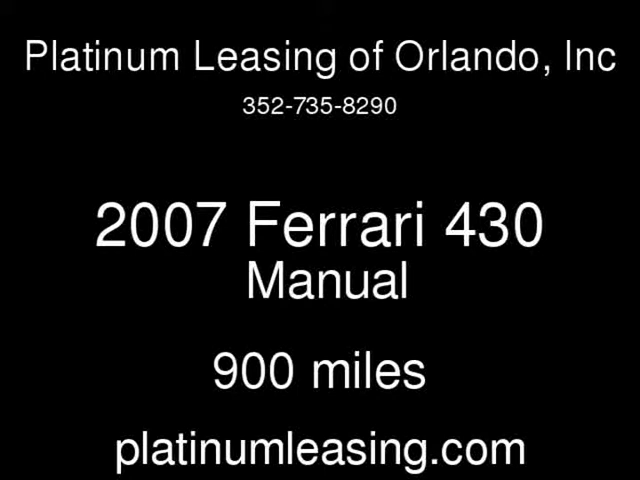 Platinum Leasing of Orlando, Inc
352-735-8290
2007 Ferrari 430
Manual
900 miles
platinumleasing.com